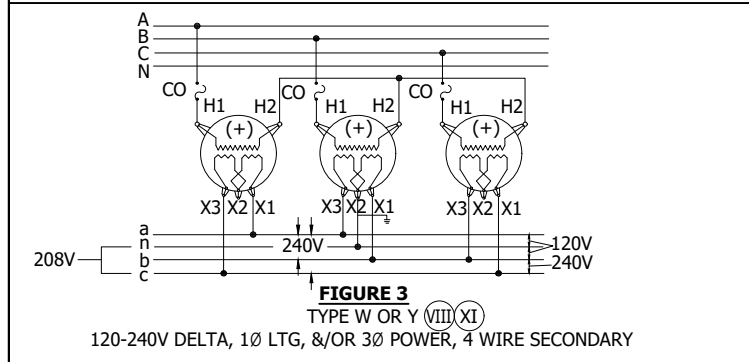 A
B
C
N
CO H1 H2 CO H1 H2 CO H1 H2
(+) (+) (+)
X3 X2 X1 X3 X2 X1 X3 X2 X1
a
n 240V 120V
208V b 240V
c
FIGURE 3
TYPE W OR Y VIII XI
120-240V DELTA, 1Ø LTG, &/OR 3Ø POWER, 4 WIRE SECONDARY